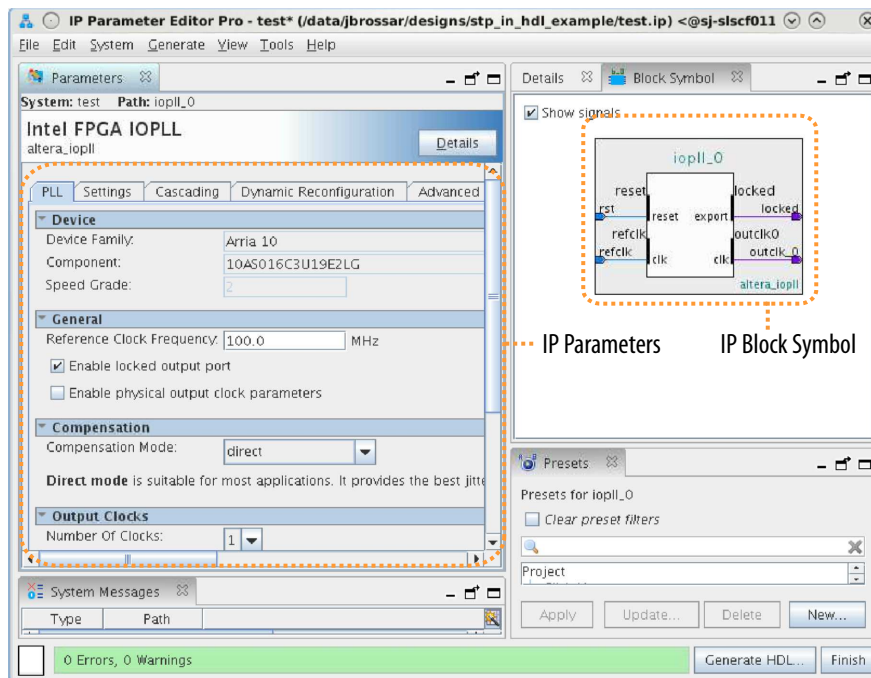 IP Parameter Editor Pro - test* (/data/jbrossar/designs/stp_in_hdl_example/test.ip) <@sj-slscf011
File Edit System Generate View Tools Help
Parameters
System: test Path: iopll_0
Intel FPGA IOPLL
altera_iopll
Details
PLL Settings Cascading Dynamic Reconfiguration Advanced
Device
Device Family: Arria 10
Component: 10AS016C3U19E2LG
Speed Grade: 2
General
Reference Clock Frequency: 100.0 MHz
Enable locked output port
Enable physical output clock parameters
Compensation
Compensation Mode: direct
Direct mode is suitable for most applications. It provides the best jitte
Output Clocks
Number Of Clocks: 1
System Messages
Type Path
0 Errors, 0 Warnings
Details Block Symbol
Show signals
iopll_0
reset locked
rst reset export locked
refclk outclk0
refclk clk clk outclk_0
altera_iopll
IP Parameters IP Block Symbol
Presets
Presets for iopll_0
Clear preset filters
Project
Apply Update... Delete New...
Generate HDL... Finish